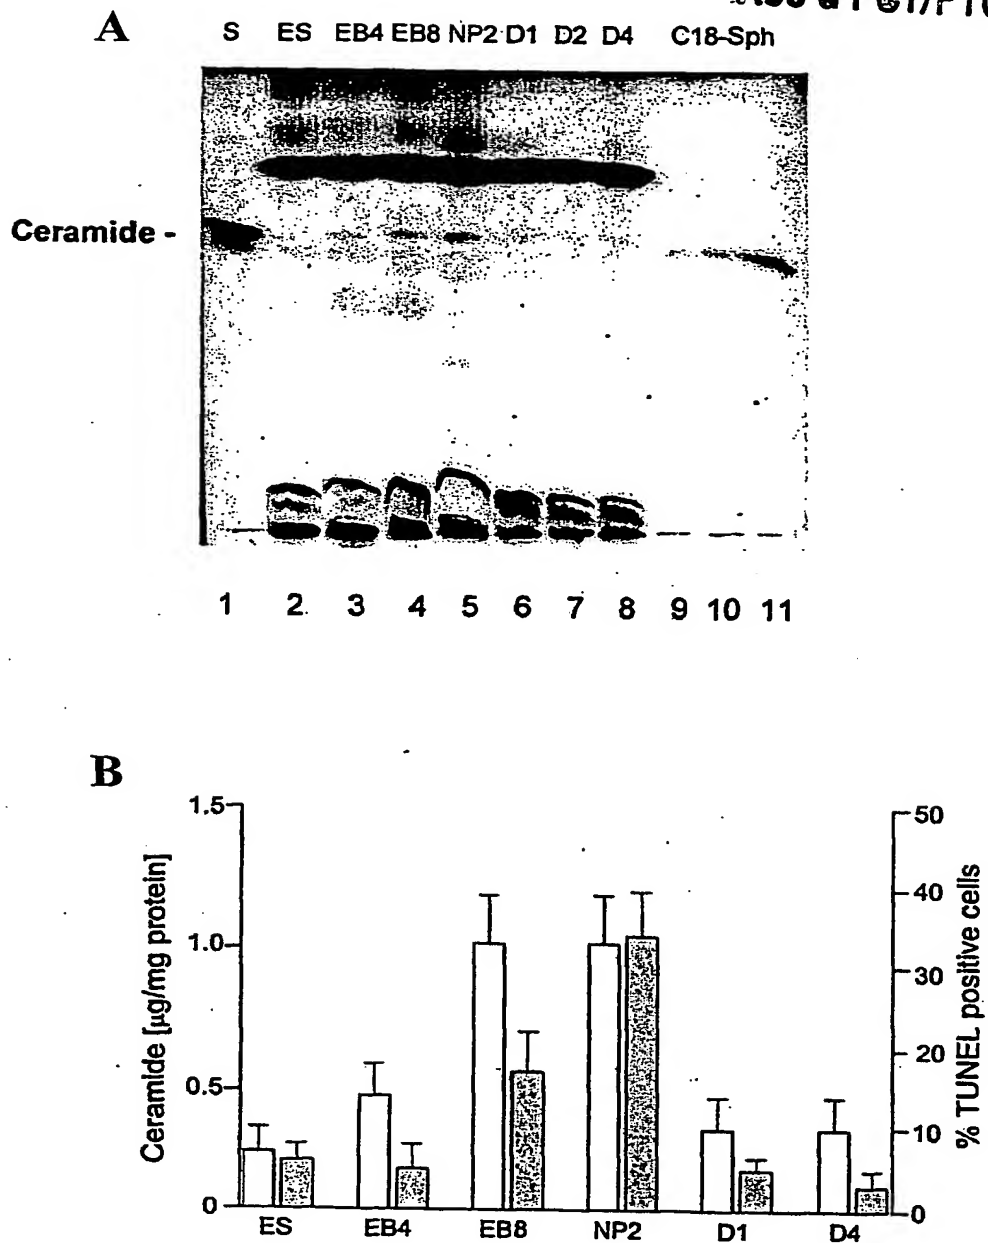 A
S ES EB4 EB8 NP2 D1 D2 D4 C18-Sph
Ceramide -
1 2 3 4 5 6 7 8 9 10 11
B
1.5
1.0
0.5
0
Ceramide [μg/mg protein]
50
40
30
20
10
0
% TUNEL positive cells
ES EB4 EB8 NP2 D1 D4